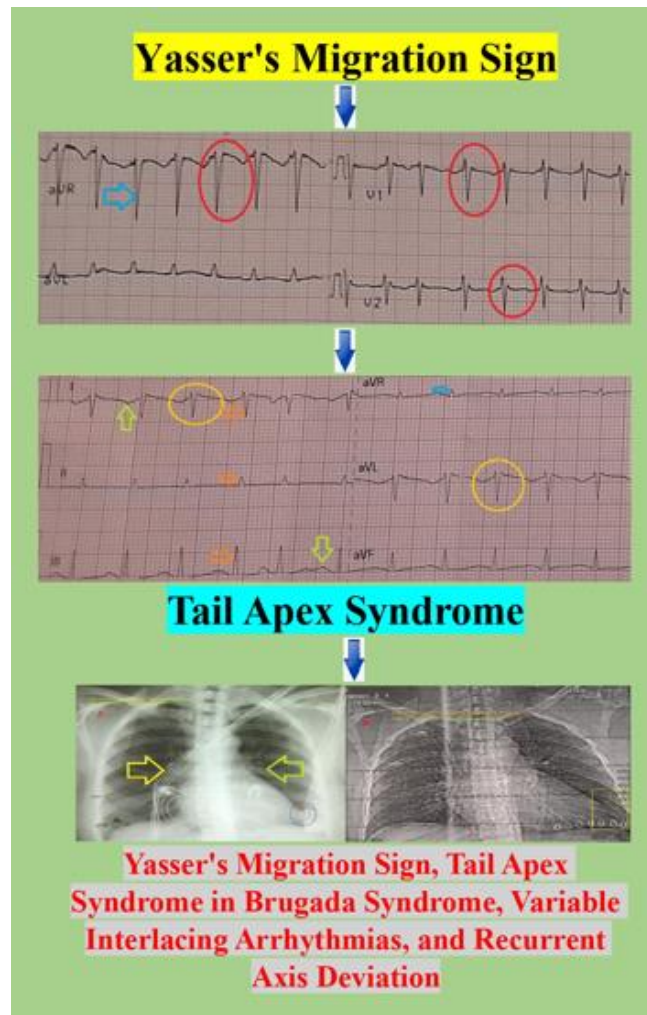 Yasser's Migration Sign
aVR
V1
aVL
V2
I
aVR
II
aVL
III
aVF
Tail Apex Syndrome
Yasser's Migration Sign, Tail Apex
Syndrome in Brugada Syndrome, Variable
Interlacing Arrhythmias, and Recurrent
Axis Deviation